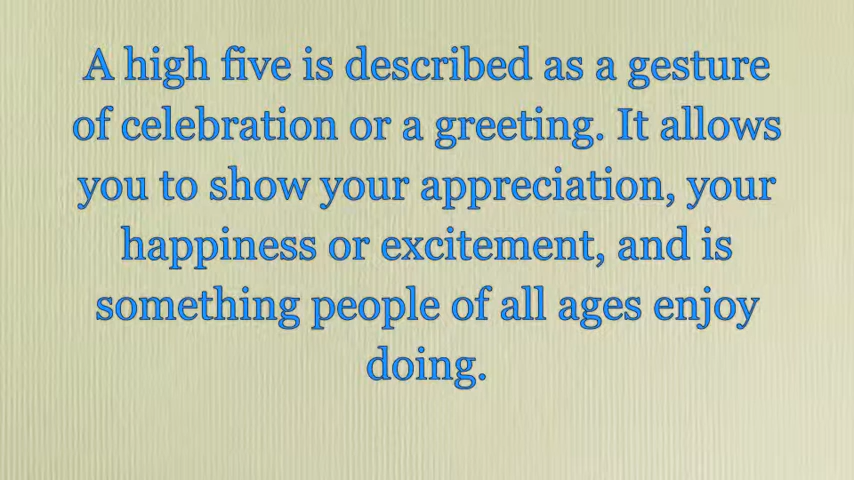 A high five is described as a gesture
of celebration or a greeting. It allows
you to show your appreciation, your
happiness or excitement, and is
something people of all ages enjoy
doing.